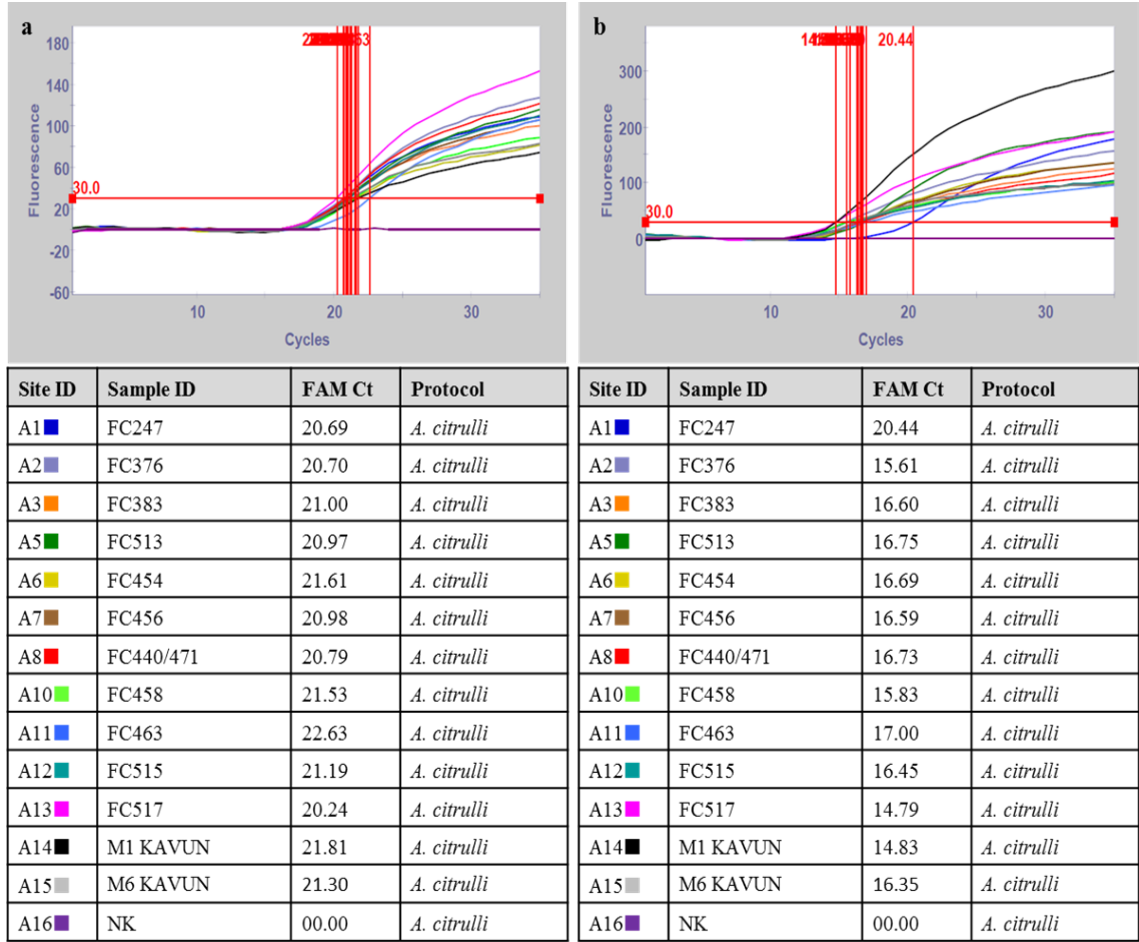 a
180
140
100
60
20
-20
-60
Fluorescence
30.0
10 20 30
Cycles
Site ID Sample ID FAM Ct Protocol
A1 FC247 20.69 A. citrulli
A2 FC376 20.70 A. citrulli
A3 FC383 21.00 A. citrulli
A5 FC513 20.97 A. citrulli
A6 FC454 21.61 A. citrulli
A7 FC456 20.98 A. citrulli
A8 FC440/471 20.79 A. citrulli
A10 FC458 21.53 A. citrulli
A11 FC463 22.63 A. citrulli
A12 FC515 21.19 A. citrulli
A13 FC517 20.24 A. citrulli
A14 M1 KAVUN 21.81 A. citrulli
A15 M6 KAVUN 21.30 A. citrulli
A16 NK 00.00 A. citrulli
b
20.44
300
200
100
0
Fluorescence
30.0
10 20 30
Cycles
Site ID Sample ID FAM Ct Protocol
A1 FC247 20.44 A. citrulli
A2 FC376 15.61 A. citrulli
A3 FC383 16.60 A. citrulli
A5 FC513 16.75 A. citrulli
A6 FC454 16.69 A. citrulli
A7 FC456 16.59 A. citrulli
A8 FC440/471 16.73 A. citrulli
A10 FC458 15.83 A. citrulli
A11 FC463 17.00 A. citrulli
A12 FC515 16.45 A. citrulli
A13 FC517 14.79 A. citrulli
A14 M1 KAVUN 14.83 A. citrulli
A15 M6 KAVUN 16.35 A. citrulli
A16 NK 00.00 A. citrulli